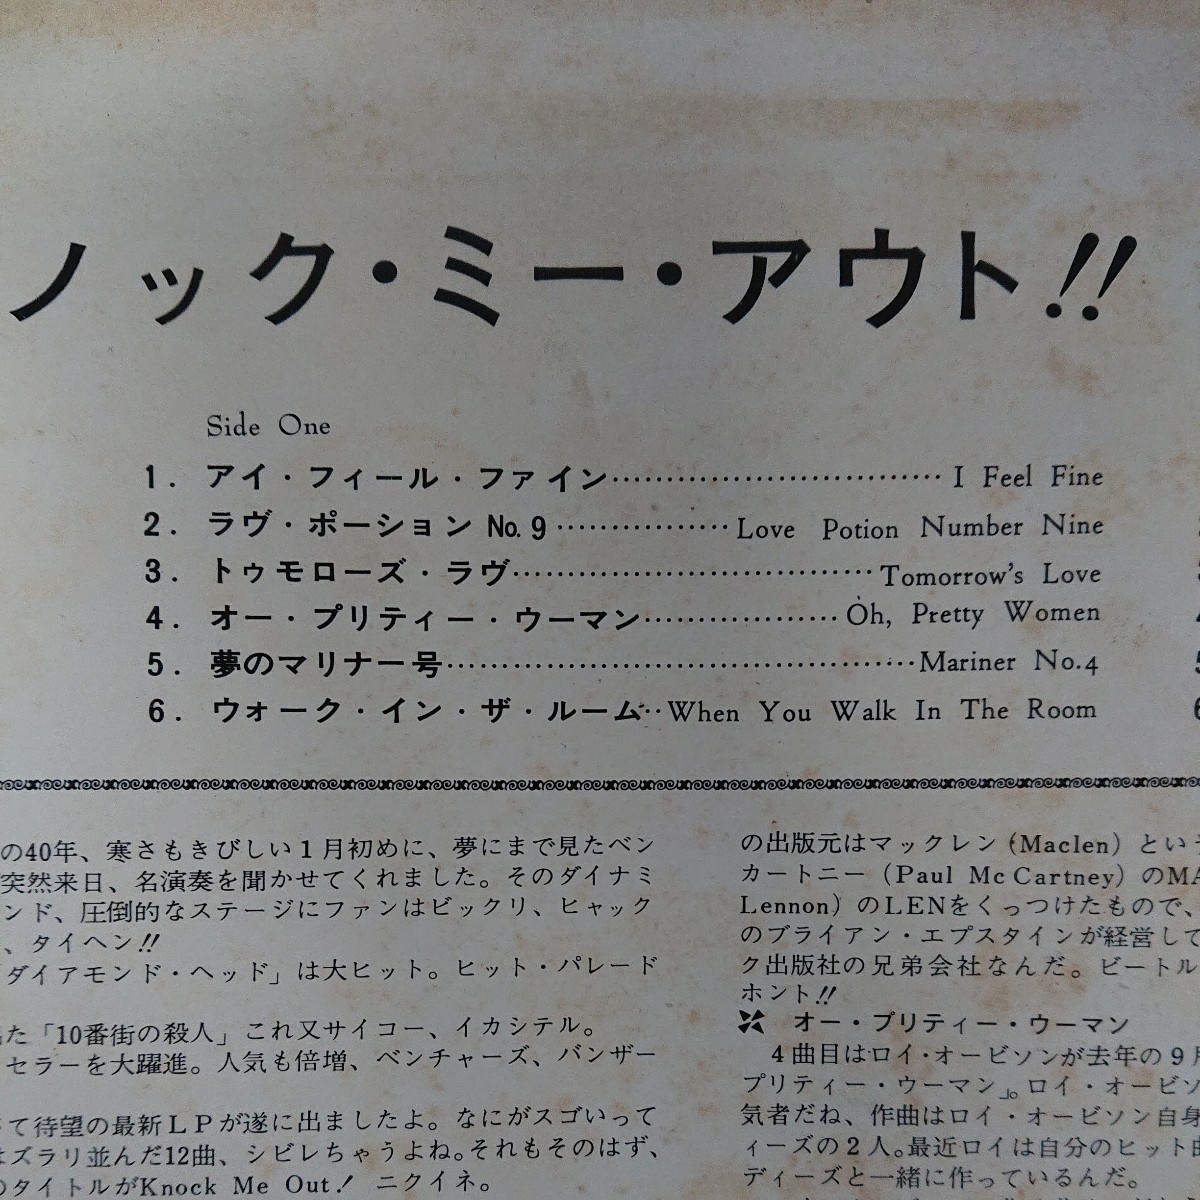 ノック・ミー・アウト!!
Side One
1. アイ・フィール・ファイン……………………………… I Feel Fine
2. ラヴ・ポーション No.9 ……………… Love Potion Number Nine
3. トゥモローズ・ラヴ………………………………… Tomorrow's Love
4. オー・プリティー・ウーマン………………… Oh, Pretty Women
5. 夢のマリナー号…………………………………………… Mariner No.4
6. ウォーク・イン・ザ・ルーム‥When You Walk In The Room
の40年、寒さもきびしい1月初めに、夢にまで見たベン
突然来日、名演奏を聞かせてくれました。そのダイナミ
ンド、圧倒的なステージにファンはビックリ、ヒャック
、タイヘン!!
「ダイアモンド・ヘッド」は大ヒット。ヒット・パレード
た「10番街の殺人」これ又サイコー、イカシテル。
セラーを大躍進。人気も倍増、ベンチャーズ、バンザー
て待望の最新LPが遂に出ましたよ。なにがスゴいって
ズラリ並んだ12曲、シビレちゃうよね。それもそのはず、
のタイトルがKnock Me Out! ニクイネ。
の出版元はマックレン (Maclen) とい
カートニー (Paul McCartney) のMA
Lennon) のLENをくっつけたもので、
のブライアン・エプスタインが経営して
ク出版社の兄弟会社なんだ。ビートル
ホント!!
オー・プリティー・ウーマン
4曲目はロイ・オービソンが去年の9月
プリティー・ウーマン」。ロイ・オービソ
気者だね、作曲はロイ・オービソン自身
ィーズの2人。最近ロイは自分のヒット曲
ディーズと一緒に作っているんだ。